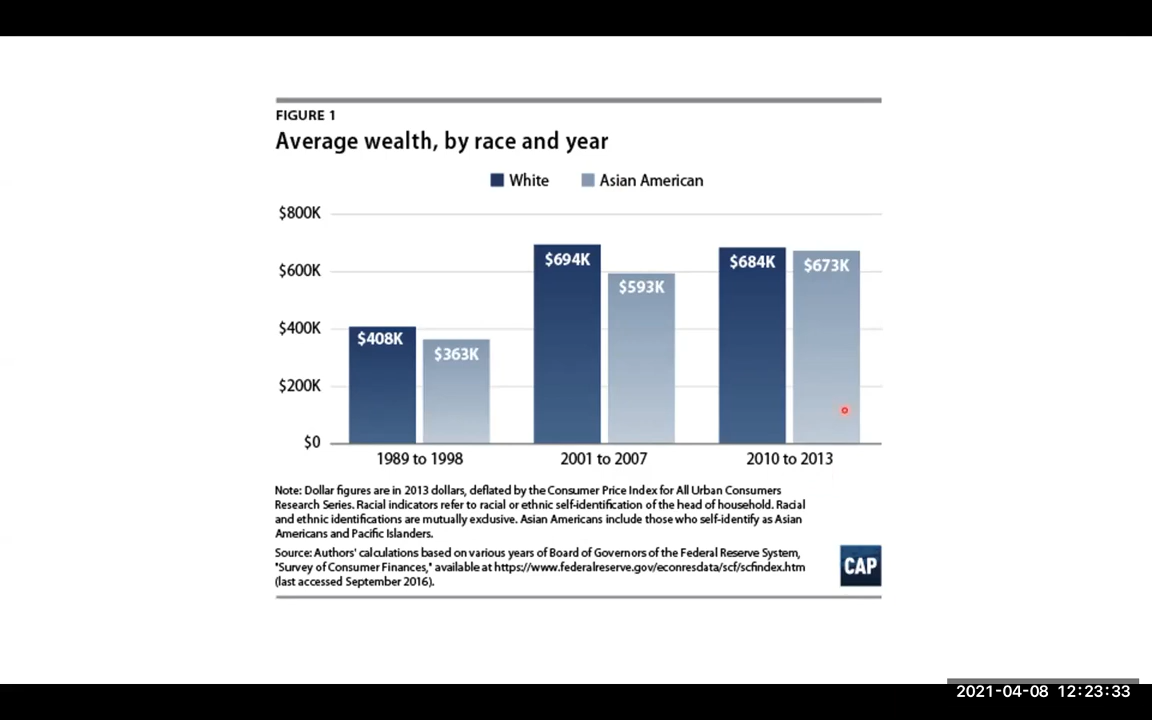 FIGURE 1
Average wealth, by race and year
White
Asian American
$800K
$600K
$400K
$200K
$0
$408K
$363K
$694K
$593K
$684K
$673K
1989 to 1998
2001 to 2007
2010 to 2013
Note: Dollar figures are in 2013 dollars, deflated by the Consumer Price Index for All Urban Consumers
Research Series. Racial indicators refer to racial or ethnic self-identification of the head of household. Racial
and ethnic identifications are mutually exclusive. Asian Americans include those who self-identify as Asian
Americans and Pacific Islanders.
Source: Authors' calculations based on various years of Board of Governors of the Federal Reserve System,
"Survey of Consumer Finances," available at https://www.federalreserve.gov/econresdata/scf/scfindex.htm
(last accessed September 2016).
CAP
2021-04-08 12:23:33